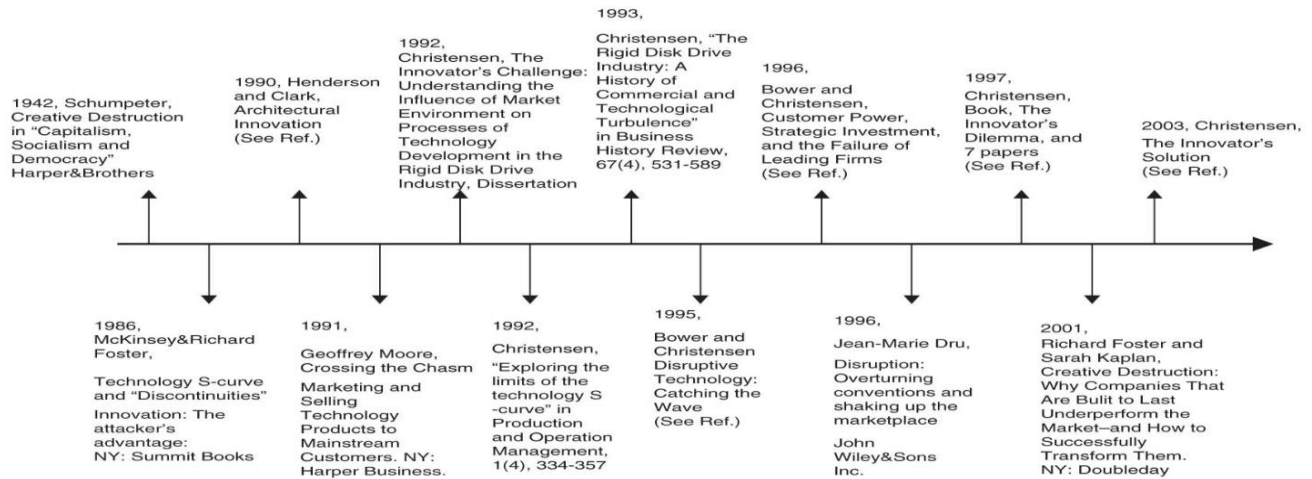 1942, Schumpeter,
Creative Destruction
in "Capitalism,
Socialism and
Democracy"
Harper&Brothers
1990, Henderson
and Clark,
Architectural
Innovation
(See Ref.)
1992,
Christensen, The
Innovator's Challenge:
Understanding the
Influence of Market
Environment on
Processes of
Technology
Development in the
Rigid Disk Drive
Industry, Dissertation
1993,
Christensen, "The
Rigid Disk Drive
Industry: A
History of
Commercial and
Technological
Turbulence"
in Business
History Review,
67(4), 531-589
1996,
Bower and
Christensen,
Customer Power,
Strategic Investment,
and the Failure of
Leading Firms
(See Ref.)
1997,
Christensen,
Book, The
Innovator's
Dilemma, and
7 papers
(See Ref.)
2003, Christensen,
The Innovator's
Solution
(See Ref.)
1986,
McKinsey&Richard
Foster,
Technology S-curve
and "Discontinuities"
Innovation: The
attacker's
advantage:
NY: Summit Books
1991,
Geoffrey Moore,
Crossing the Chasm
Marketing and
Selling
Technology
Products to
Mainstream
Customers. NY:
Harper Business.
1992,
Christensen,
"Exploring the
limits of the
technology S
-curve" in
Production
and Operation
Management,
1(4), 334-357
1995,
Bower and
Christensen
Disruptive
Technology:
Catching the
Wave
(See Ref.)
1996,
Jean-Marie Dru,
Disruption:
Overturning
conventions and
shaking up the
marketplace
John
Wiley&Sons
Inc.
2001,
Richard Foster and
Sarah Kaplan,
Creative Destruction:
Why Companies That
Are Bulit to Last
Underperform the
Market–and How to
Successfully
Transform Them.
NY: Doubleday